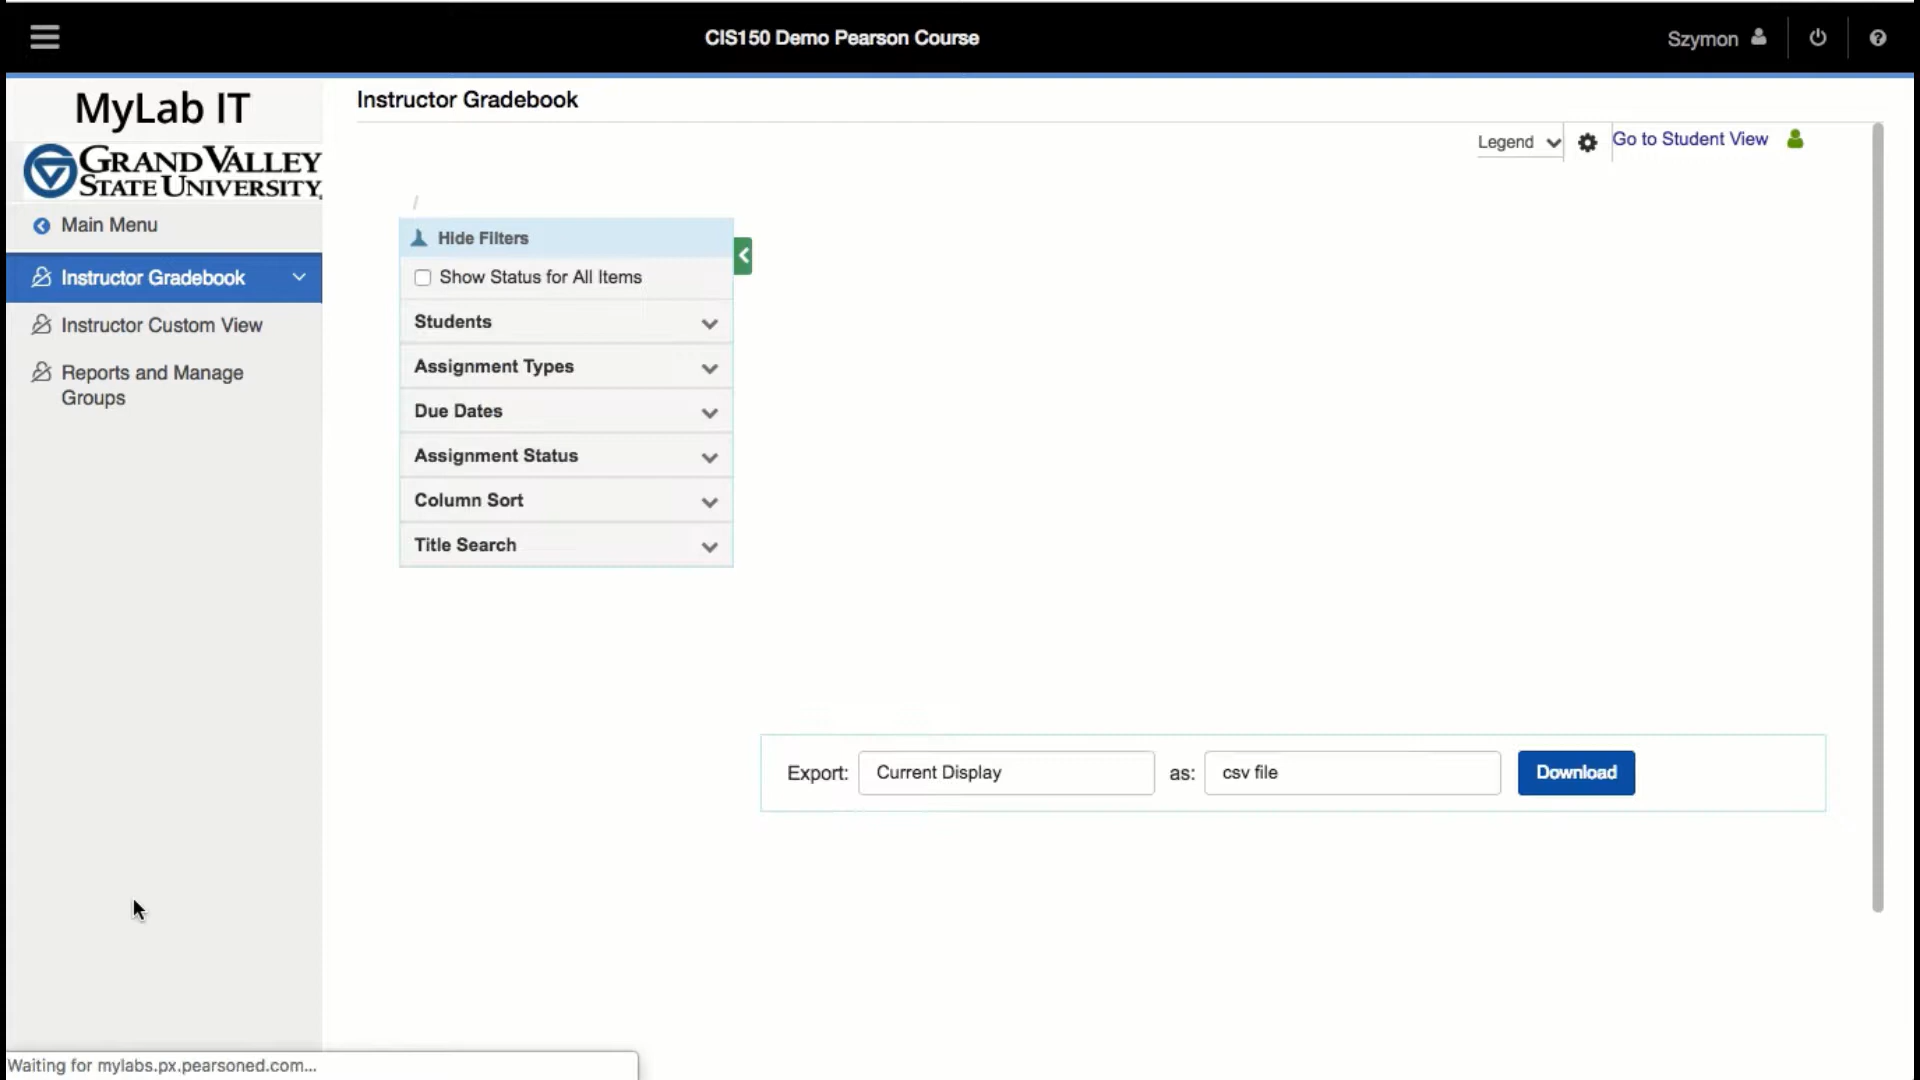 CIS150 Demo Pearson Course
Szymon
MyLab IT
GRAND VALLEY
STATE UNIVERSITY.
Main Menu
Instructor Gradebook
Instructor Custom View
Reports and Manage
Groups
Instructor Gradebook
Legend
Go to Student View
/
Hide Filters
Show Status for All Items
Students
Assignment Types
Due Dates
Assignment Status
Column Sort
Title Search
Export: Current Display as: csv file Download
Waiting for mylabs.px.pearsoned.com...